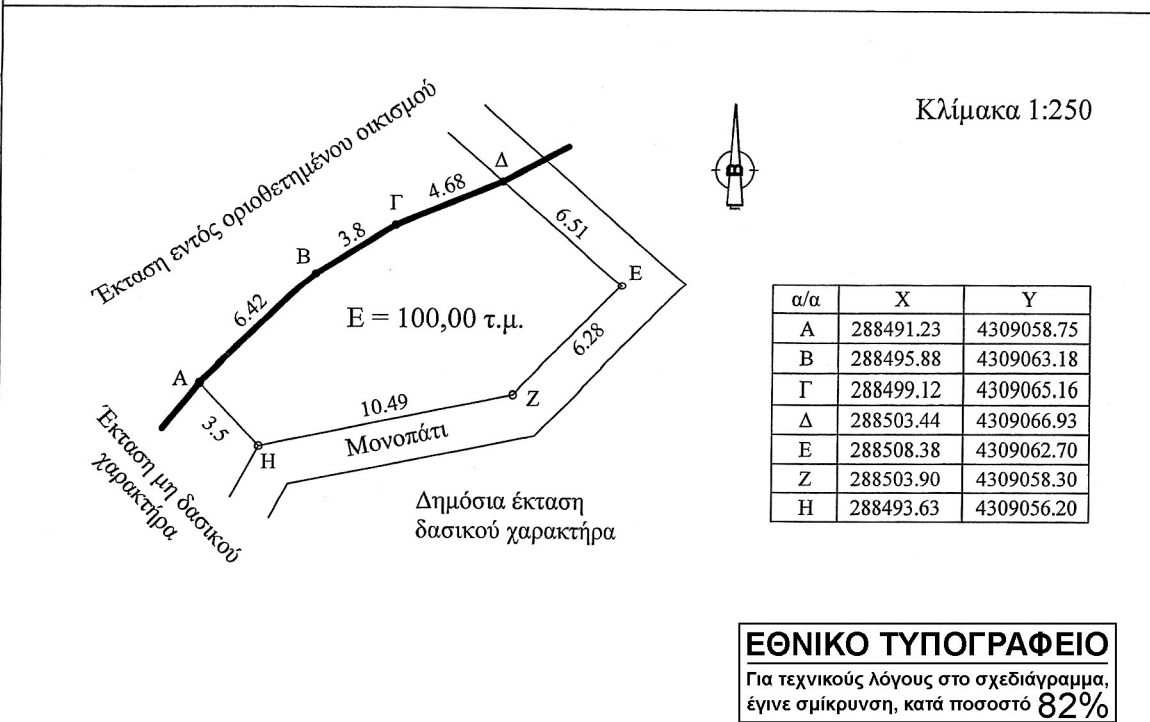 Κλίμακα 1:250
Έκταση εντός οριοθετημένου οικισμού
Δ
4.68
Γ
3.8
6.51
Β
Ε
6.42
Ε = 100,00 τ.μ.
6.28
Α
Ζ
10.49
3.5
Μονοπάτι
Η
Έκταση μη δασικού
χαρακτήρα
Δημόσια έκταση
δασικού χαρακτήρα
α/α Χ Υ
Α 288491.23 4309058.75
Β 288495.88 4309063.18
Γ 288499.12 4309065.16
Δ 288503.44 4309066.93
Ε 288508.38 4309062.70
Ζ 288503.90 4309058.30
Η 288493.63 4309056.20
ΕΘΝΙΚΟ ΤΥΠΟΓΡΑΦΕΙΟ
Για τεχνικούς λόγους στο σχεδιάγραμμα,
έγινε σμίκρυνση, κατά ποσοστό 82%